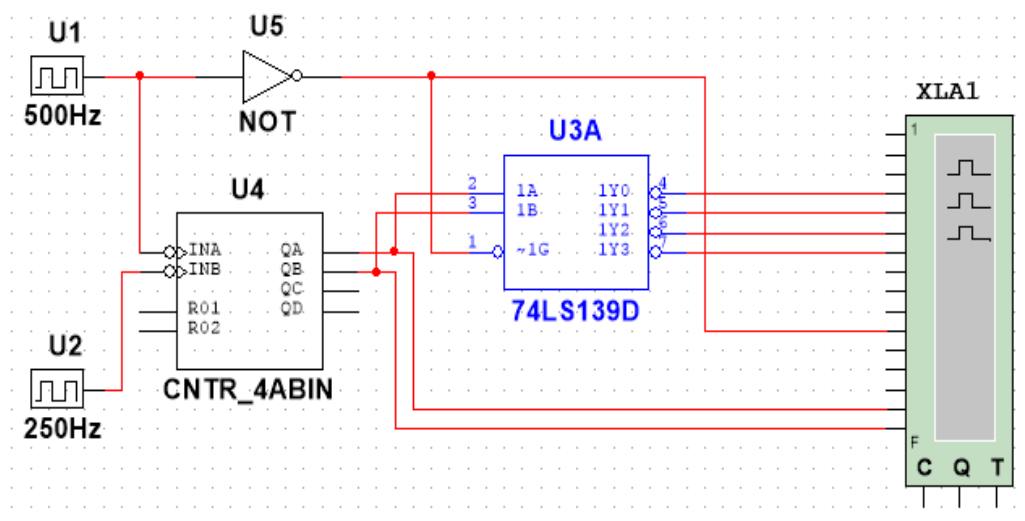 U1
500Hz
U5
NOT
U4
INA QA
INB QB
QC
R01 QD
R02
CNTR_4ABIN
U2
250Hz
U3A
2 1A 1Y0 4
3 1B 1Y1 5
1Y2 6
1 ~1G 1Y3 7
74LS139D
XLA1
1
F
C Q T